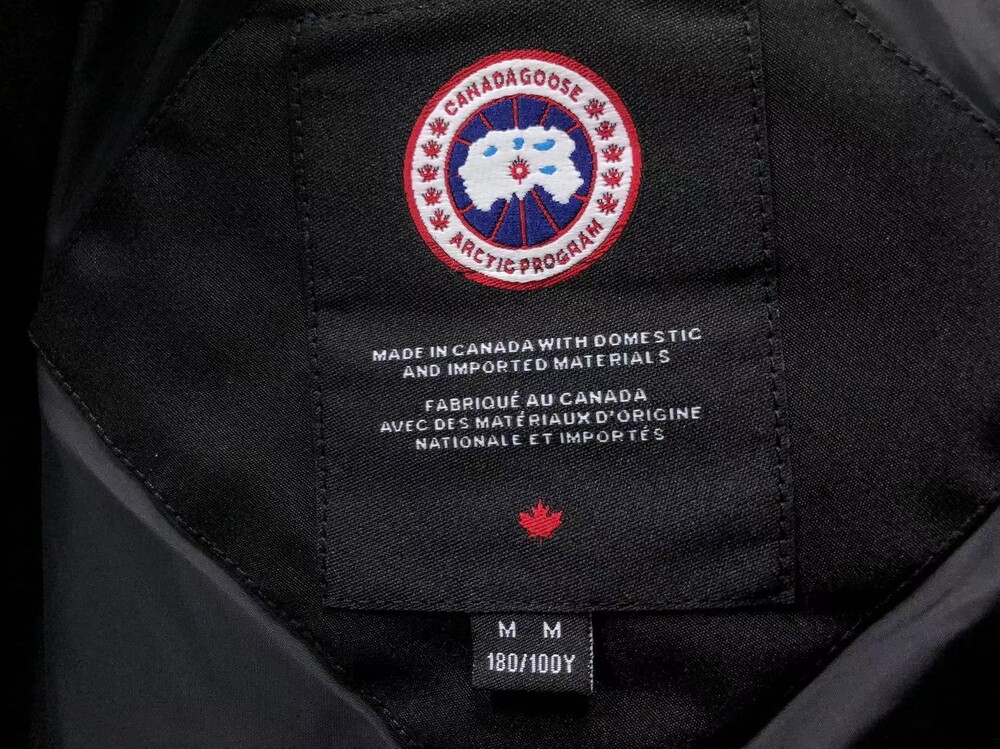 CANADA GOOSE
ARCTIC PROGRAM
MADE IN CANADA WITH DOMESTIC
AND IMPORTED MATERIALS
FABRIQUÉ AU CANADA
AVEC DES MATÉRIAUX D'ORIGINE
NATIONALE ET IMPORTÉS
M M
180/100Y